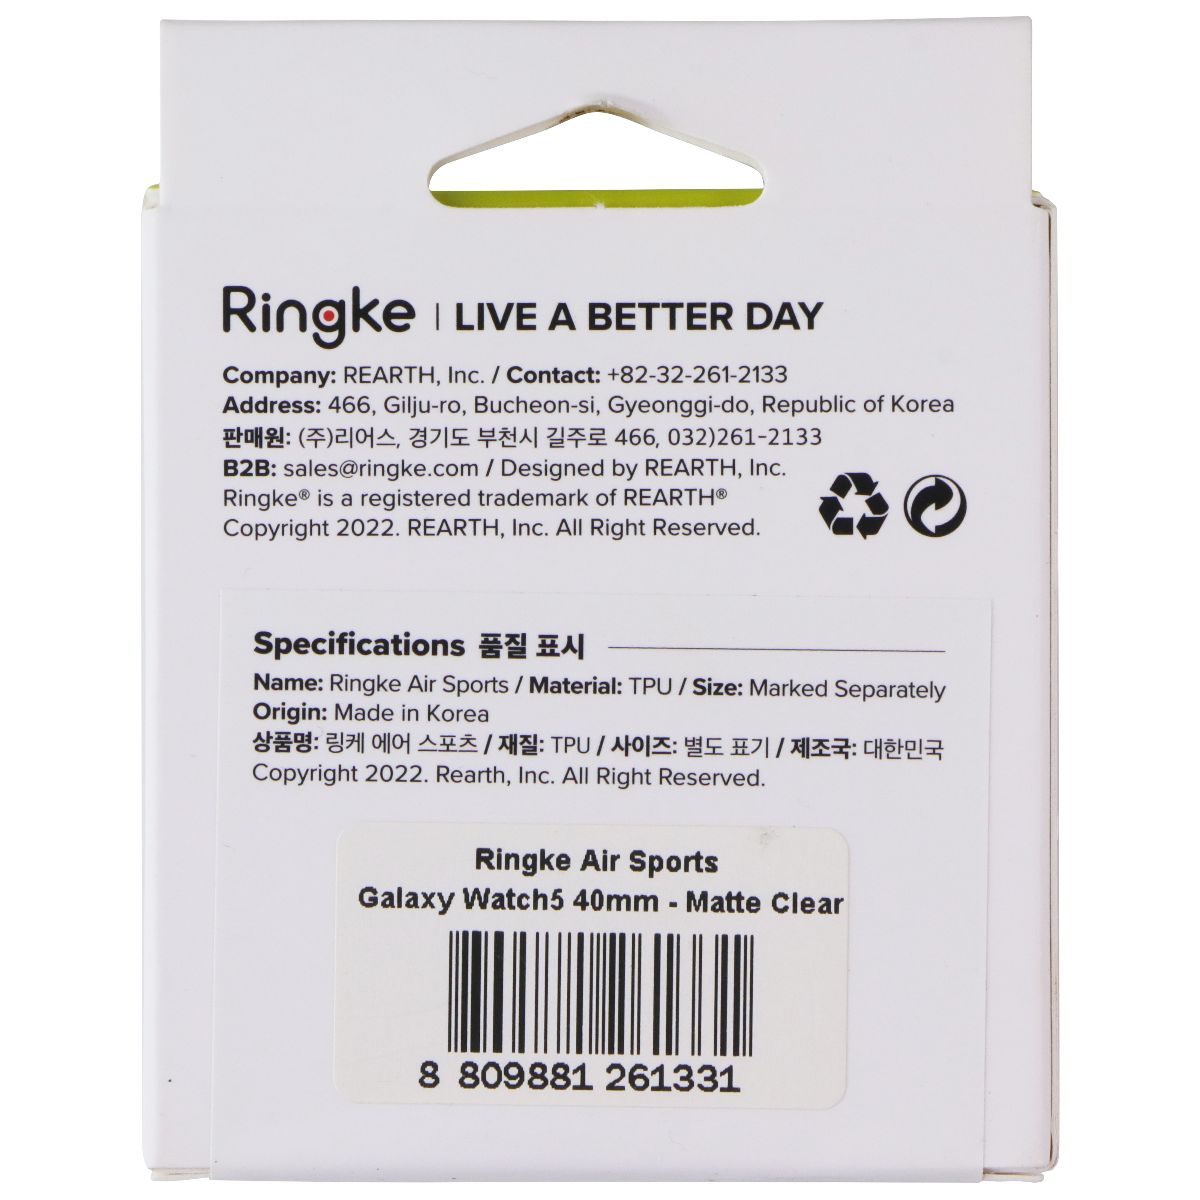 Ringke | LIVE A BETTER DAY
Company: REARTH, Inc. / Contact: +82-32-261-2133
Address: 466, Gilju-ro, Bucheon-si, Gyeonggi-do, Republic of Korea
판매원: (주)리어스, 경기도 부천시 길주로 466, 032)261-2133
B2B: sales@ringke.com / Designed by REARTH, Inc.
Ringke® is a registered trademark of REARTH®
Copyright 2022. REARTH, Inc. All Right Reserved.
Specifications 품질 표시
Name: Ringke Air Sports / Material: TPU / Size: Marked Separately
Origin: Made in Korea
상품명: 링케 에어 스포츠 / 재질: TPU / 사이즈: 별도 표기 / 제조국: 대한민국
Copyright 2022. Rearth, Inc. All Right Reserved.
Ringke Air Sports
Galaxy Watch5 40mm - Matte Clear
8 809881 261331